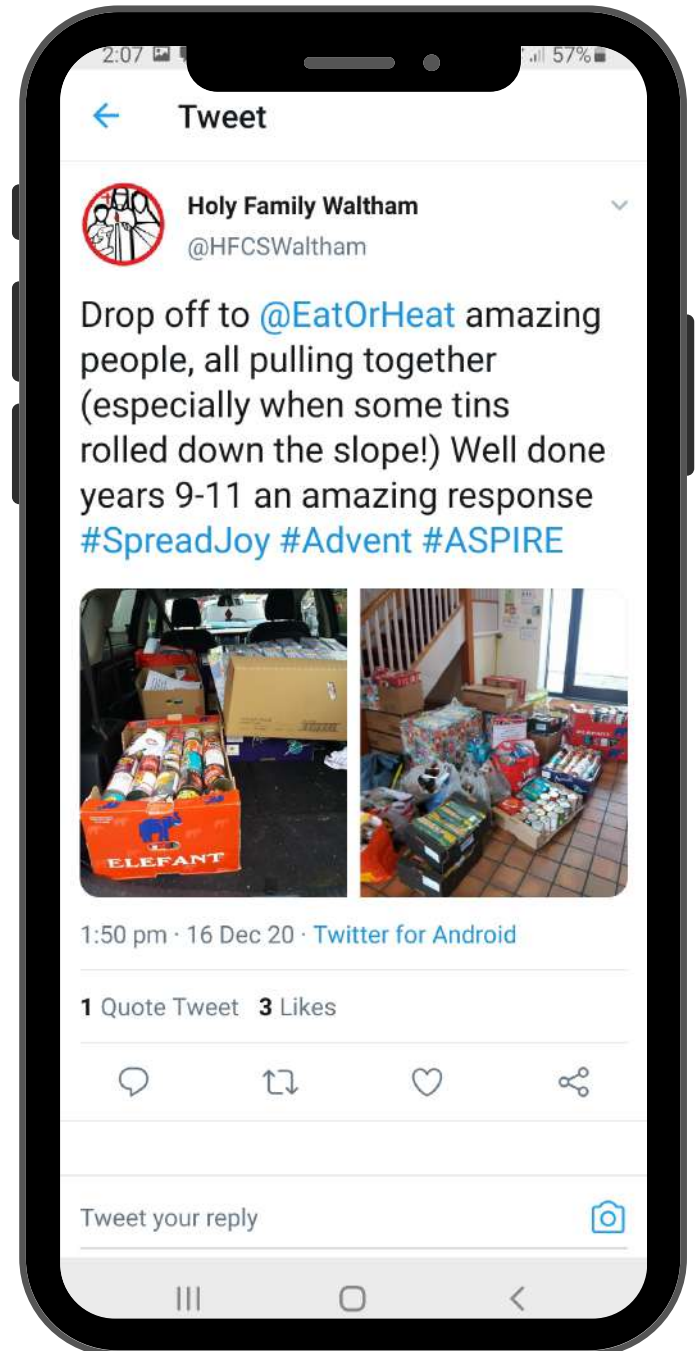 2:07 57%
Tweet
Holy Family Waltham
@HFCSWaltham
Drop off to @EatOrHeat amazing
people, all pulling together
(especially when some tins
rolled down the slope!) Well done
years 9-11 an amazing response
#SpreadJoy #Advent #ASPIRE
ELEFANT
ELEFANT
1:50 pm · 16 Dec 20 · Twitter for Android
1 Quote Tweet 3 Likes
Tweet your reply